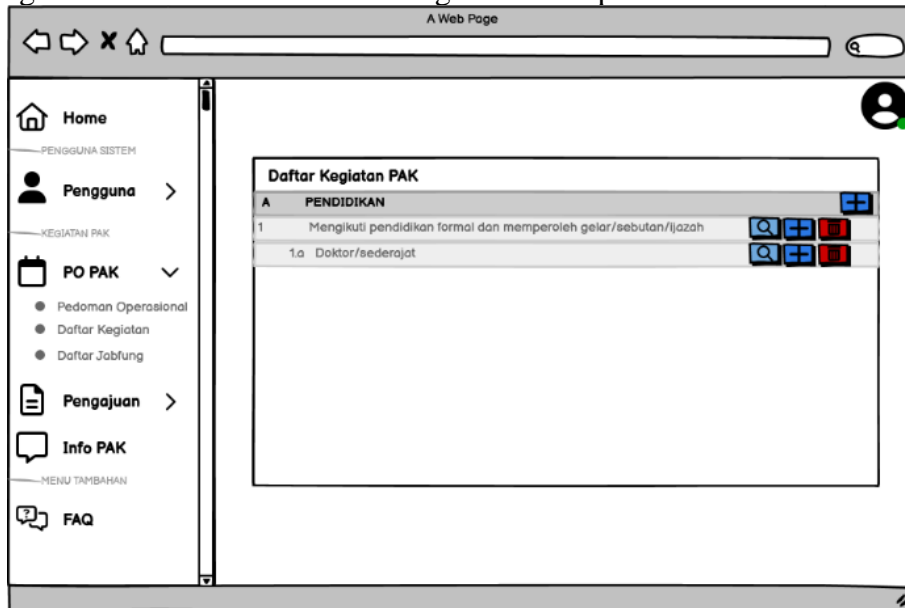 A Web Page
Home
PENGGUNA SISTEM
Pengguna
KEGIATAN PAK
PO PAK
Pedoman Operasional
Daftar Kegiatan
Daftar Jabfung
Pengajuan
Info PAK
MENU TAMBAHAN
FAQ
Daftar Kegiatan PAK
A PENDIDIKAN
1 Mengikuti pendidikan formal dan memperoleh gelar/sebutan/ijazah
1.a Doktor/sederajat